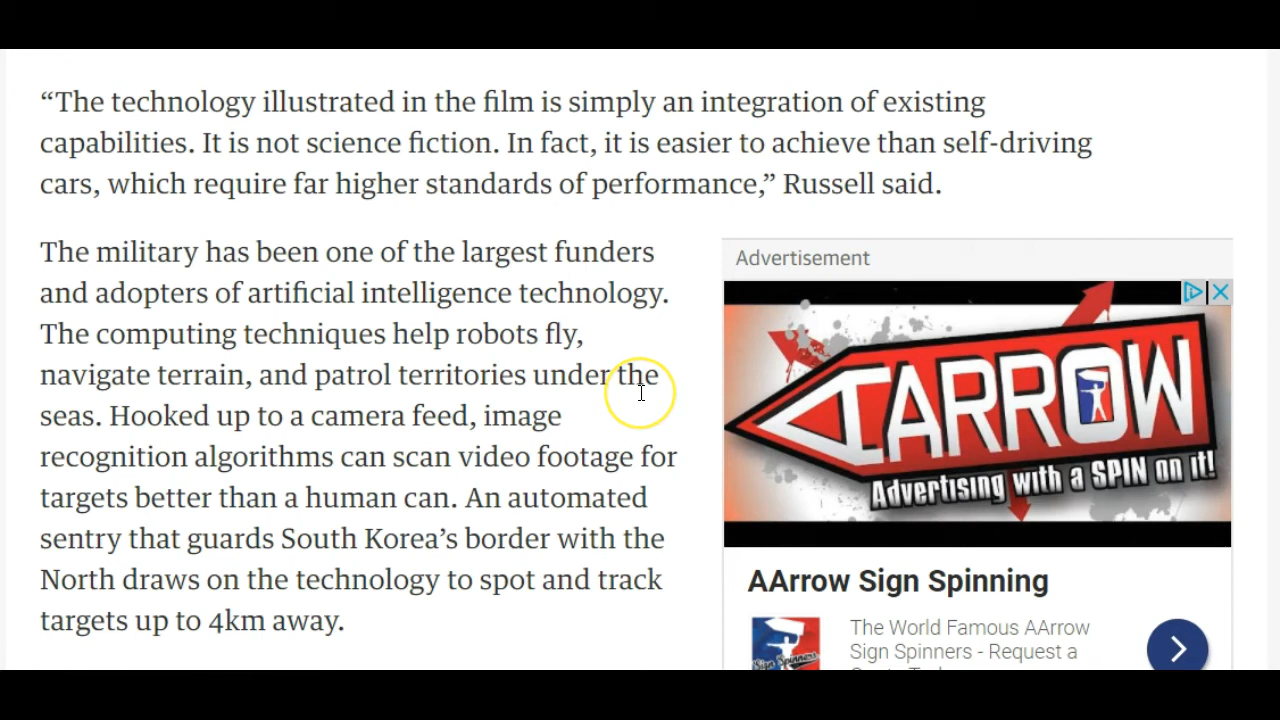 “The technology illustrated in the film is simply an integration of existing
capabilities. It is not science fiction. In fact, it is easier to achieve than self-driving
cars, which require far higher standards of performance,” Russell said.
The military has been one of the largest funders
and adopters of artificial intelligence technology.
The computing techniques help robots fly,
navigate terrain, and patrol territories under the
seas. Hooked up to a camera feed, image
recognition algorithms can scan video footage for
targets better than a human can. An automated
sentry that guards South Korea’s border with the
North draws on the technology to spot and track
targets up to 4km away.
Advertisement
AARROW
Advertising with a SPIN on it!
AArrow Sign Spinning
Sign Spinners
The World Famous AArrow
Sign Spinners - Request a